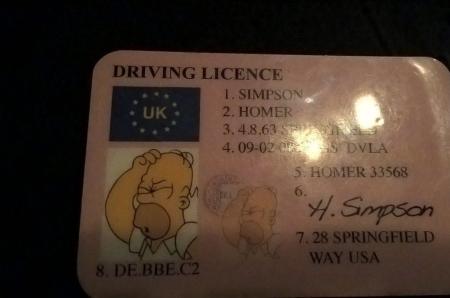 DRIVING LICENCE
1. SIMPSON
UK
2. HOMER
3. 4.8.63
4. 09-02 DVLA
5. HOMER 33568
6.
H. Simpson
7. 28 SPRINGFIELD
WAY USA
8. DE.BBE.C2